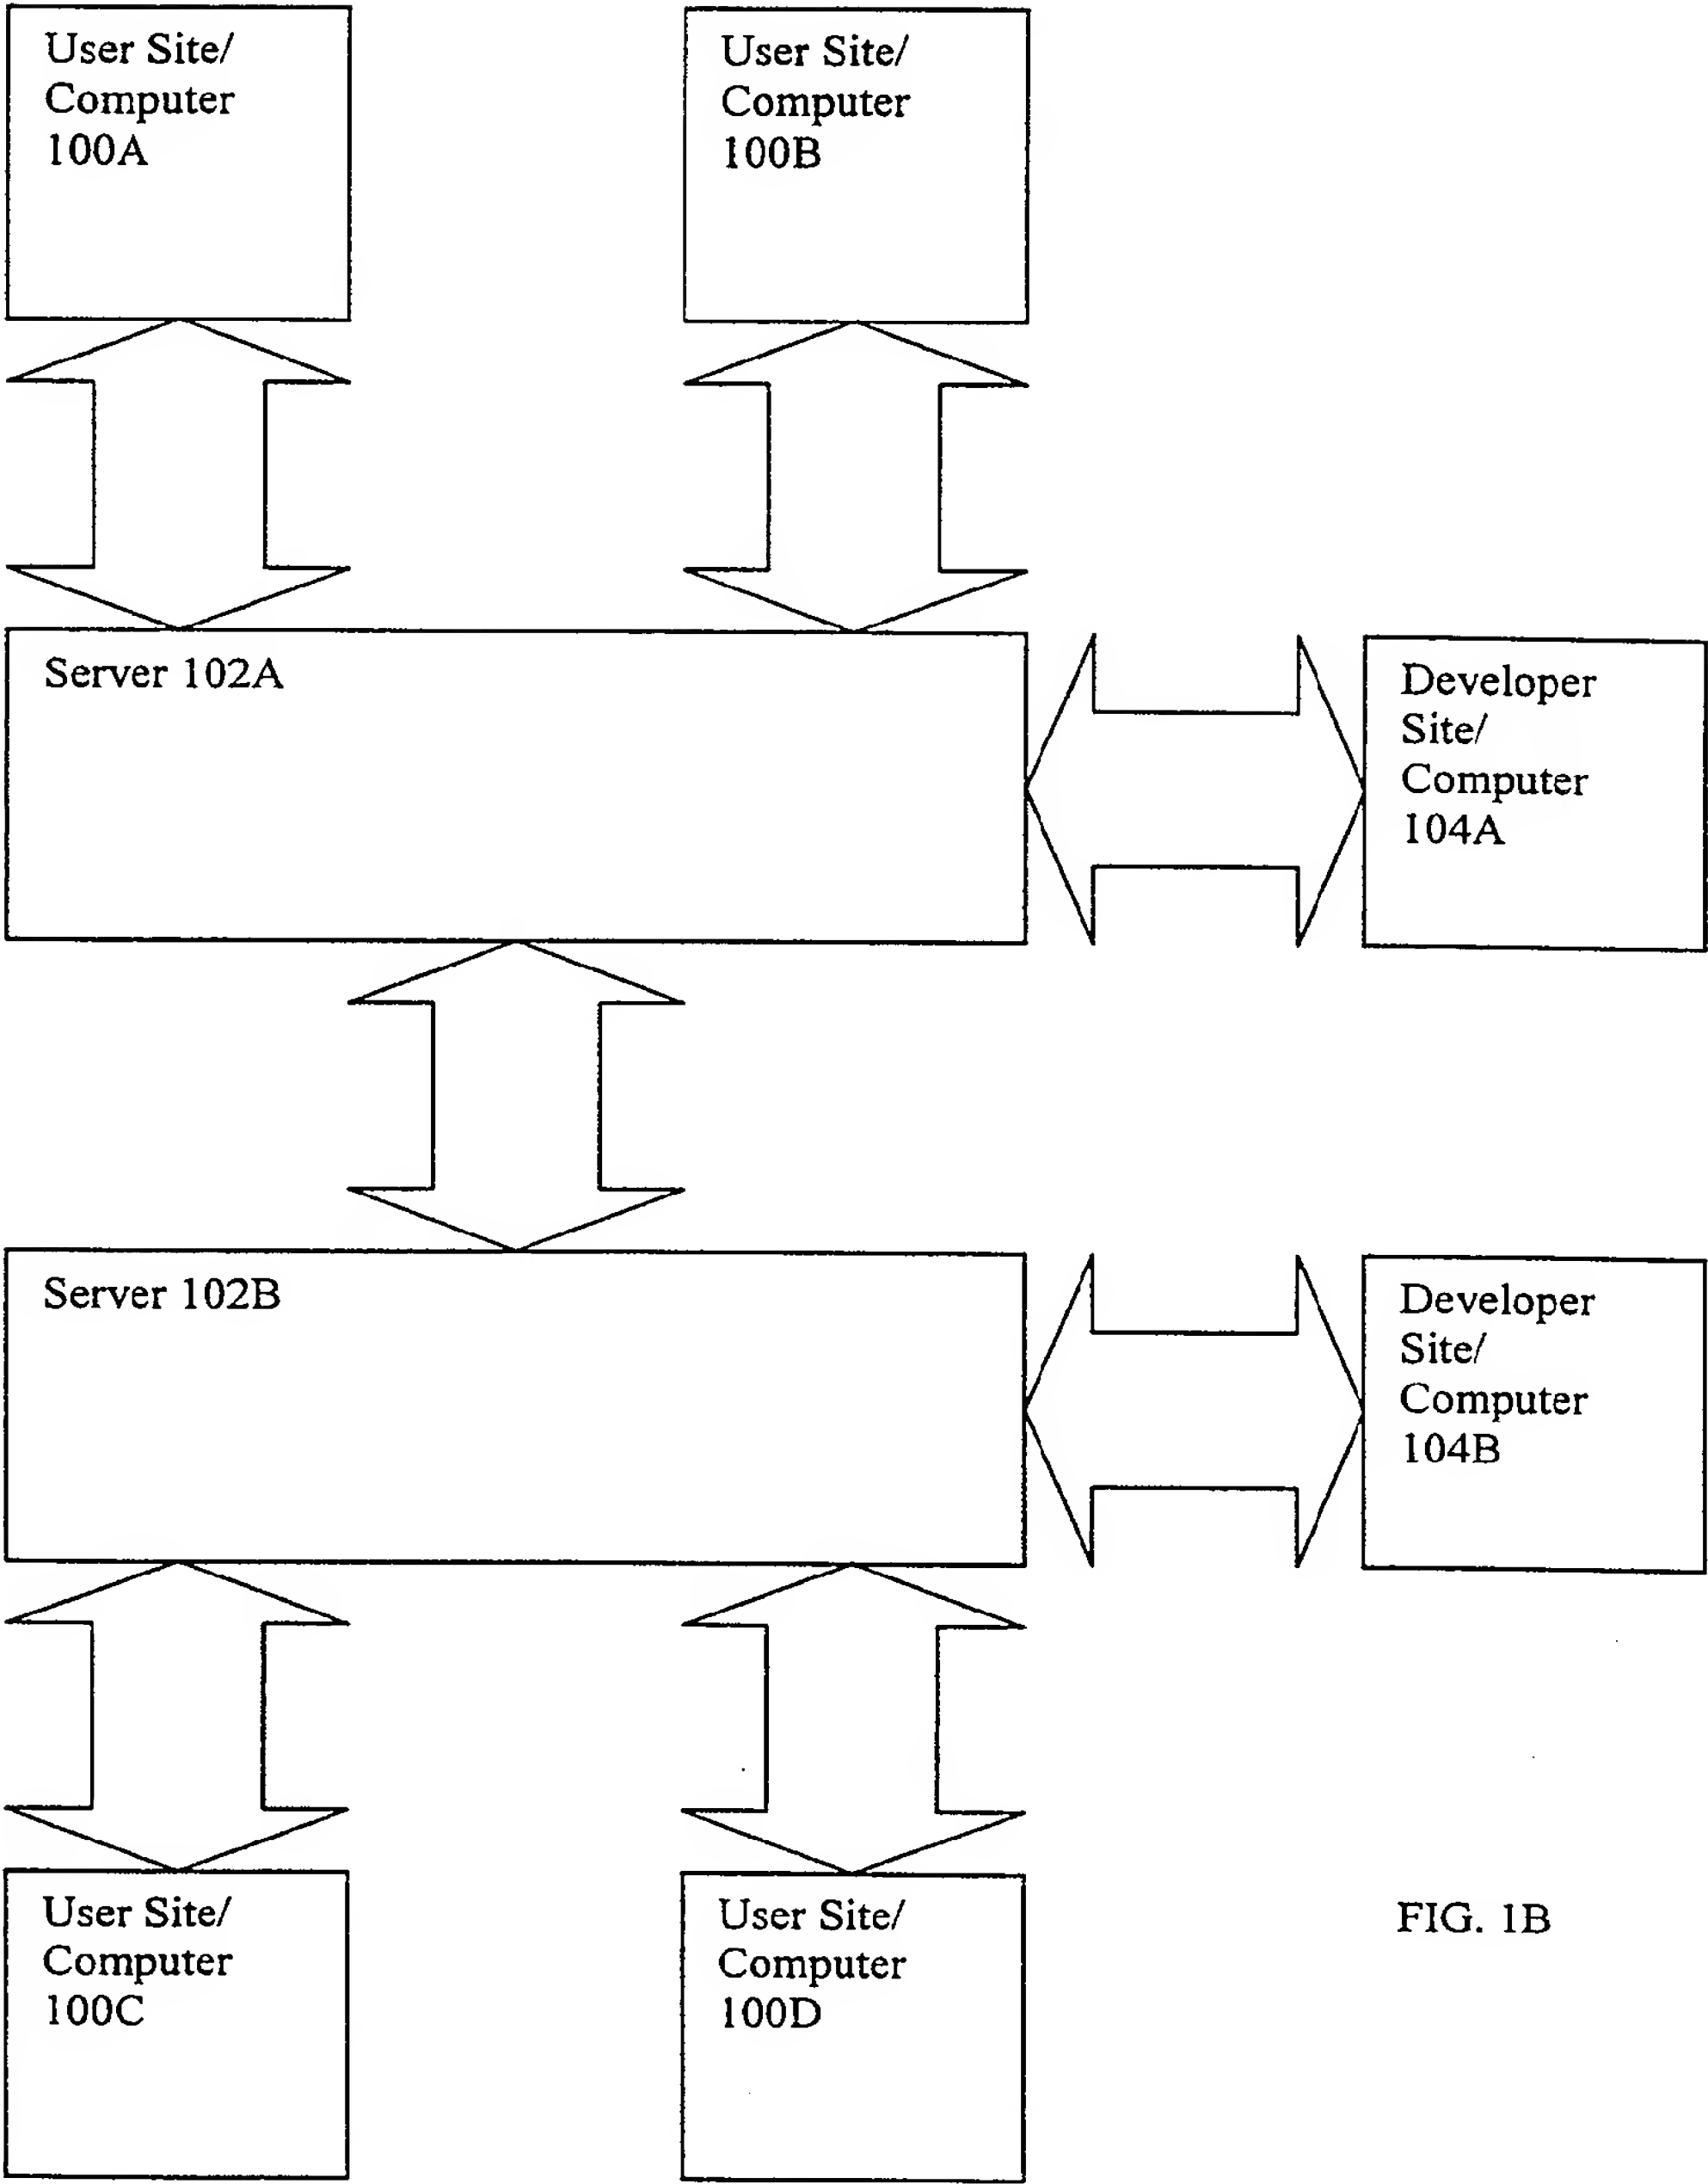 User Site/
Computer
100A
User Site/
Computer
100B
Server 102A
Developer
Site/
Computer
104A
Server 102B
Developer
Site/
Computer
104B
User Site/
Computer
100C
User Site/
Computer
100D
FIG. 1B